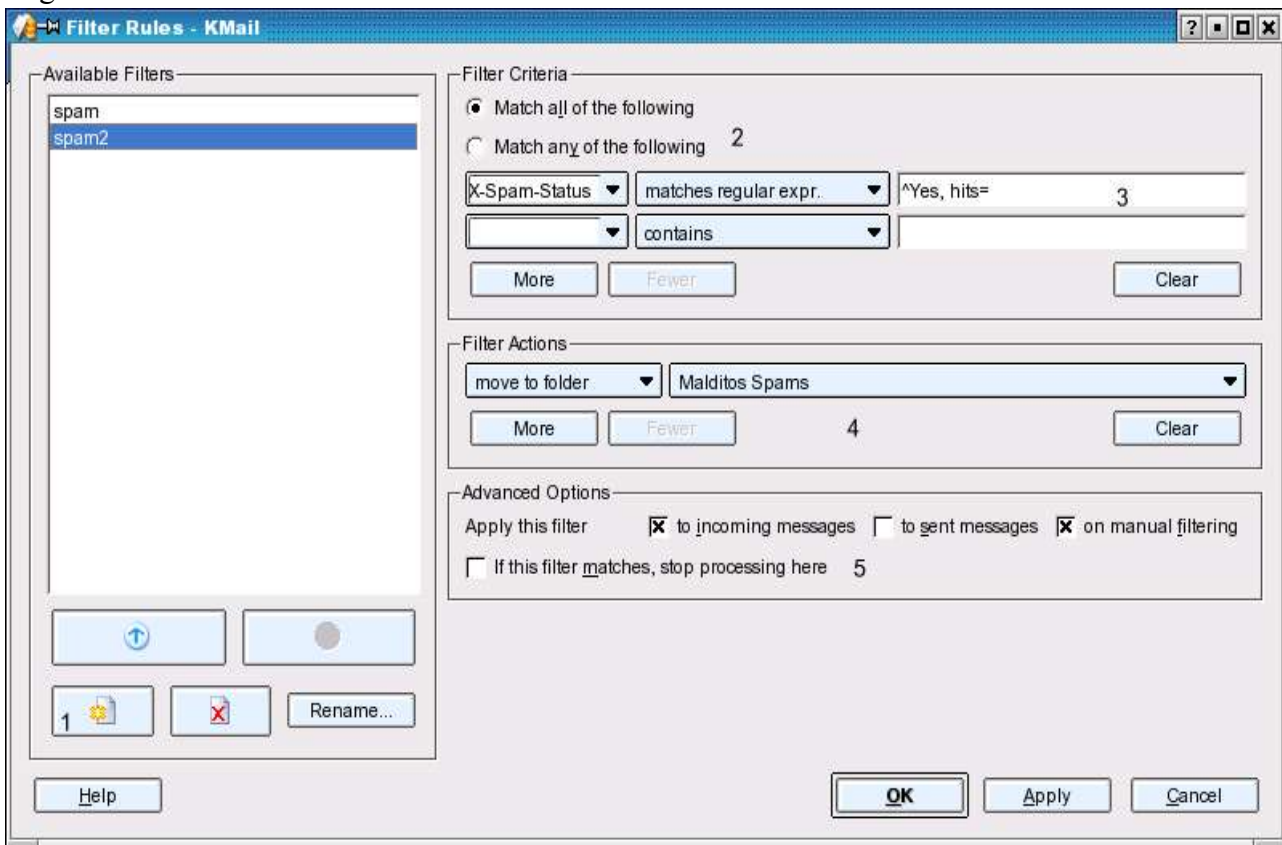 Filter Rules - KMail
Available Filters
spam
spam2
1
Rename...
Filter Criteria
Match all of the following
Match any of the following 2
X-Spam-Status matches regular expr. ^Yes, hits= 3
contains
More Fewer Clear
Filter Actions
move to folder Malditos Spams
More Fewer 4 Clear
Advanced Options
Apply this filter to incoming messages to sent messages on manual filtering
If this filter matches, stop processing here 5
Help OK Apply Cancel